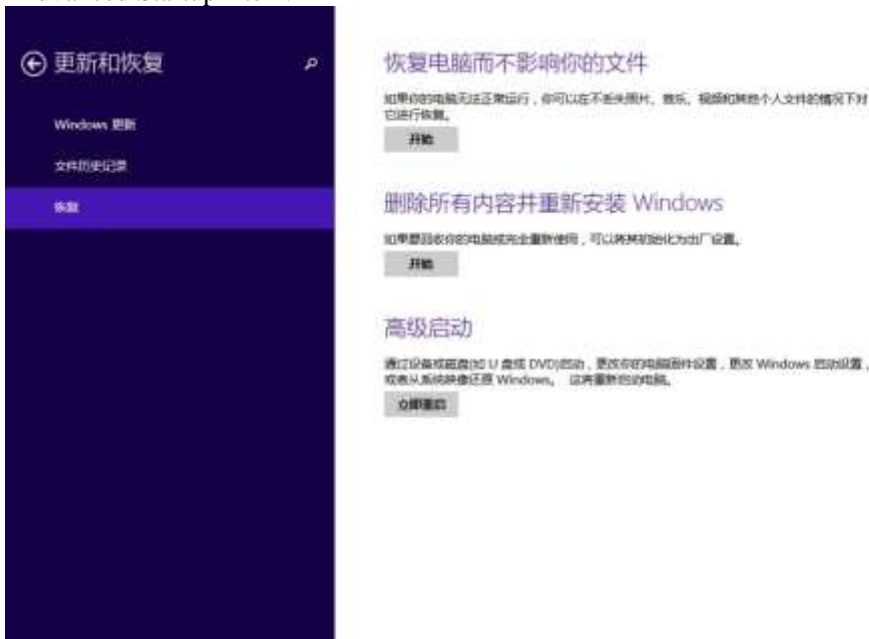 更新和恢复
Windows 更新
文件历史记录
恢复
恢复电脑而不影响你的文件
如果你的电脑无法正常运行，你可以在不丢失照片、音乐、视频和其他个人文件的情况下对
它进行恢复。
开始
删除所有内容并重新安装 Windows
如果要回收你的电脑或完全重新使用，可以将其初始化为出厂设置。
开始
高级启动
通过设备或磁盘(如 U 盘或 DVD)启动，更改你的电脑固件设置，更改 Windows 启动设置，
或者从系统映像还原 Windows。 这将重新启动电脑。
立即重启